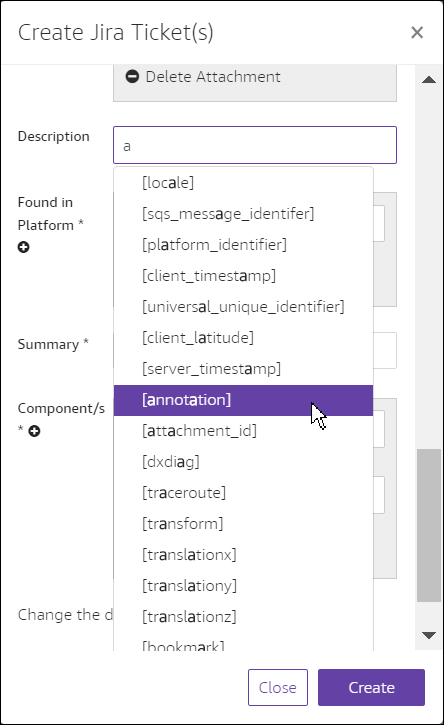 Create Jira Ticket(s)
×
Delete Attachment
Description
a
[locale]
Found in
Platform *
[sqs_message_identifer]
[platform_identifier]
[client_timestamp]
[universal_unique_identifier]
Summary *
[client_latitude]
[server_timestamp]
Component/s
*
[annotation]
[attachment_id]
[dxdiag]
[traceroute]
[transform]
[translationx]
[translationy]
Change the d
[translationz]
[bookmark]
Close
Create